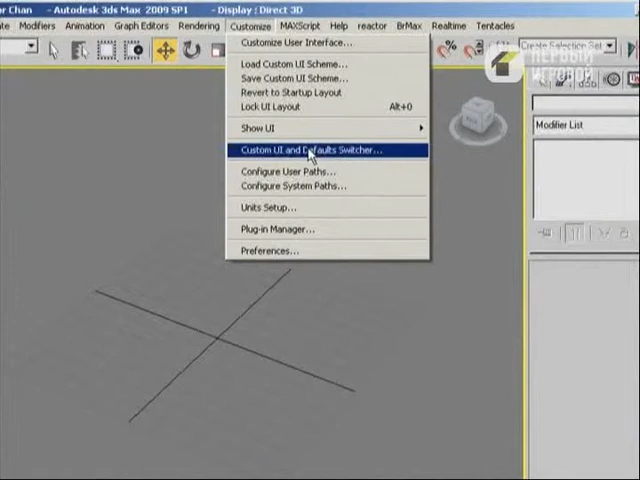 er Chan - Autodesk 3ds Max 2009 SP1 - Display : Direct 3D
Modifiers Animation Graph Editors Rendering Customize MAXScript Help reactor BrMax Realtime Tentacles
Customize User Interface...
Create Selection Set
ПЕРВЫЙ
ИГРОВОЙ
Load Custom UI Scheme...
Save Custom UI Scheme...
Revert to Startup Layout
Lock UI Layout Alt+0
Show UI
Modifier List
Custom UI and Defaults Switcher...
Configure User Paths...
Configure System Paths...
Units Setup...
Plug-in Manager...
Preferences...